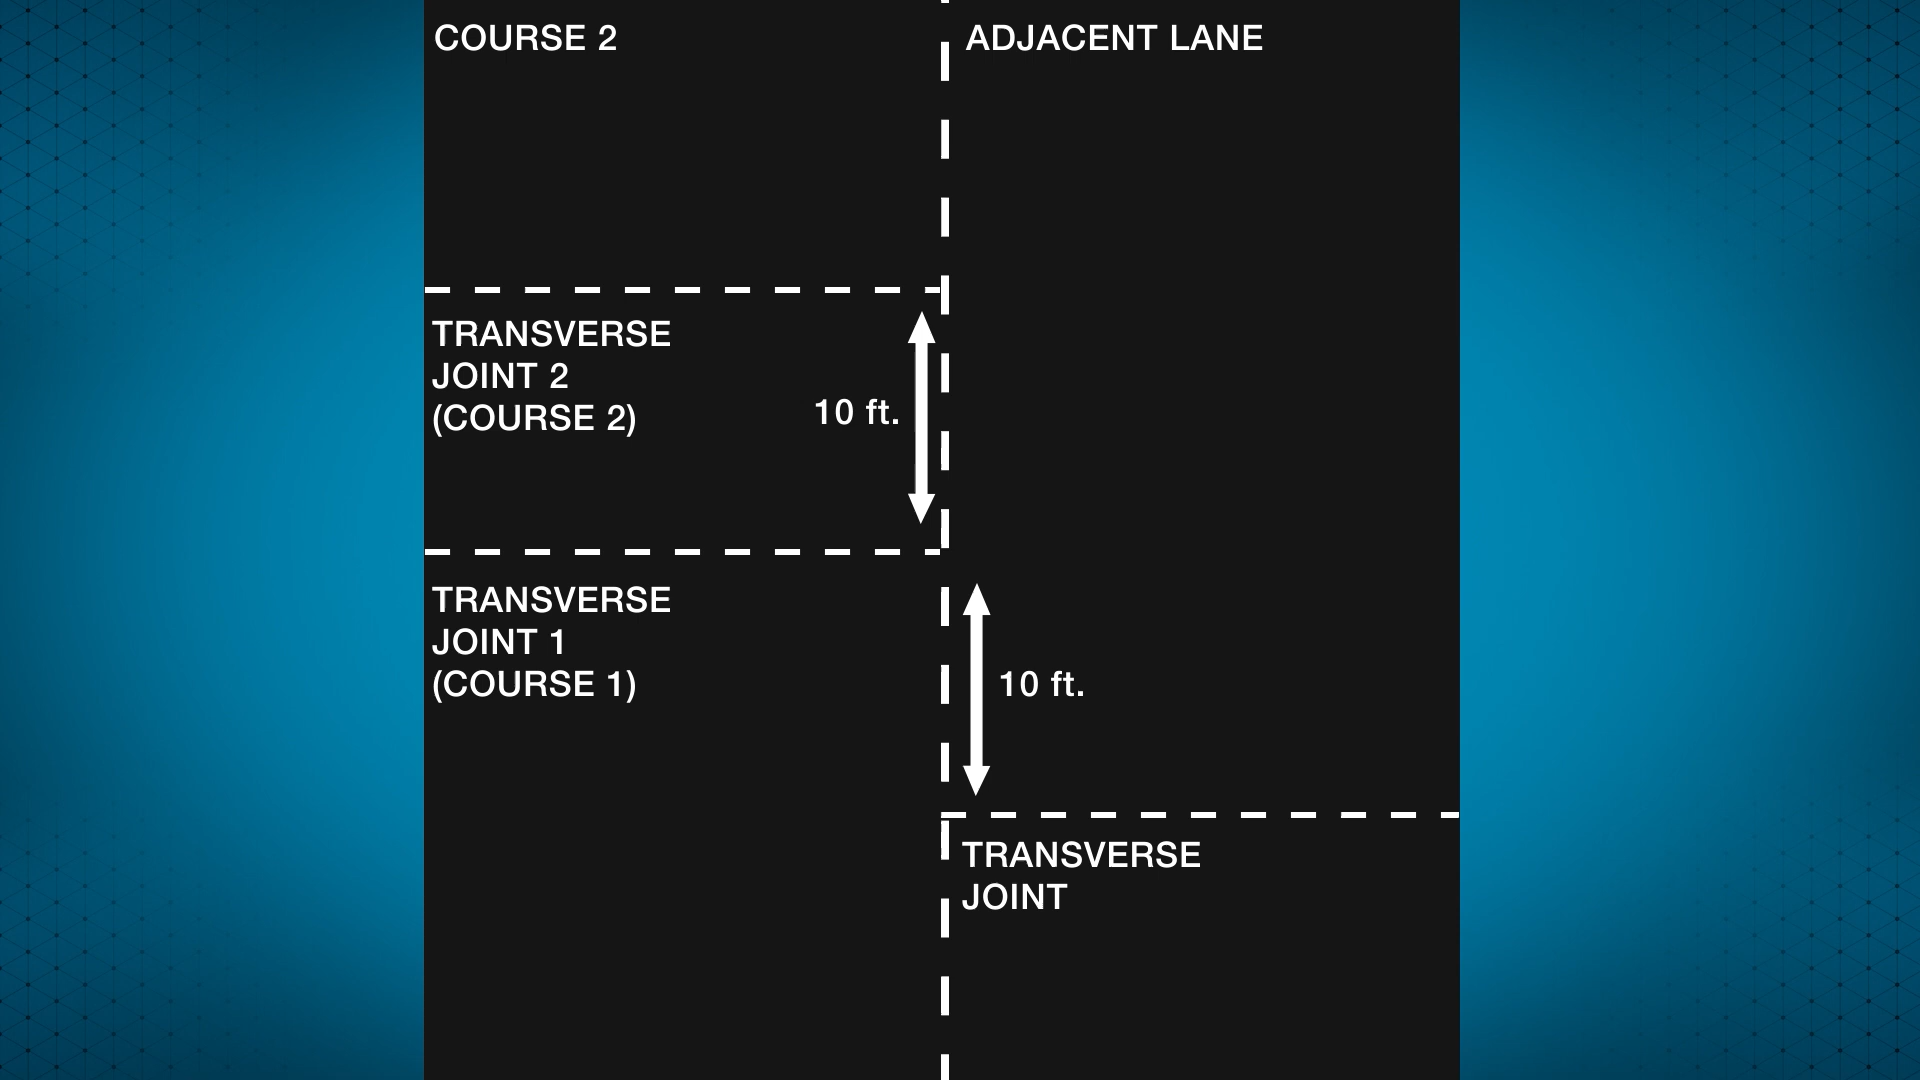 COURSE 2
ADJACENT LANE
TRANSVERSE
JOINT 2
(COURSE 2)
10 ft.
TRANSVERSE
JOINT 1
(COURSE 1)
10 ft.
TRANSVERSE
JOINT